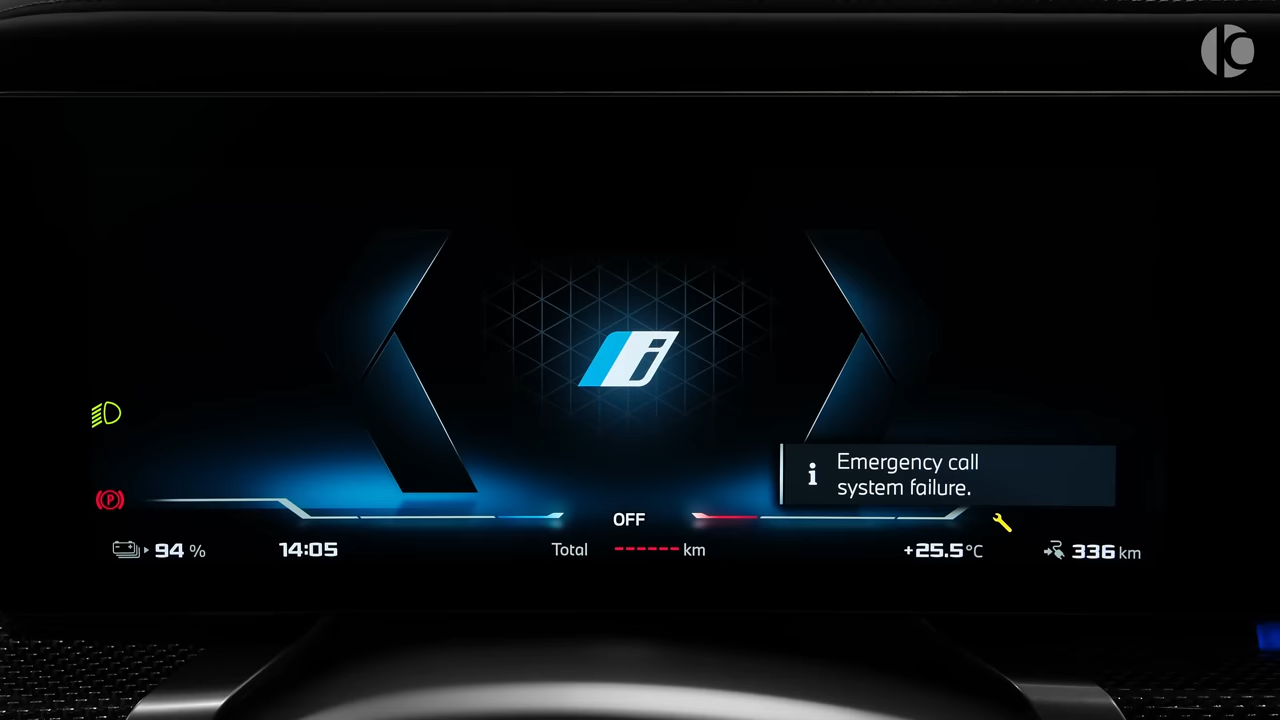 i
Emergency call
system failure.
OFF
94 %
14:05
Total ------ km
+25.5°C
336 km